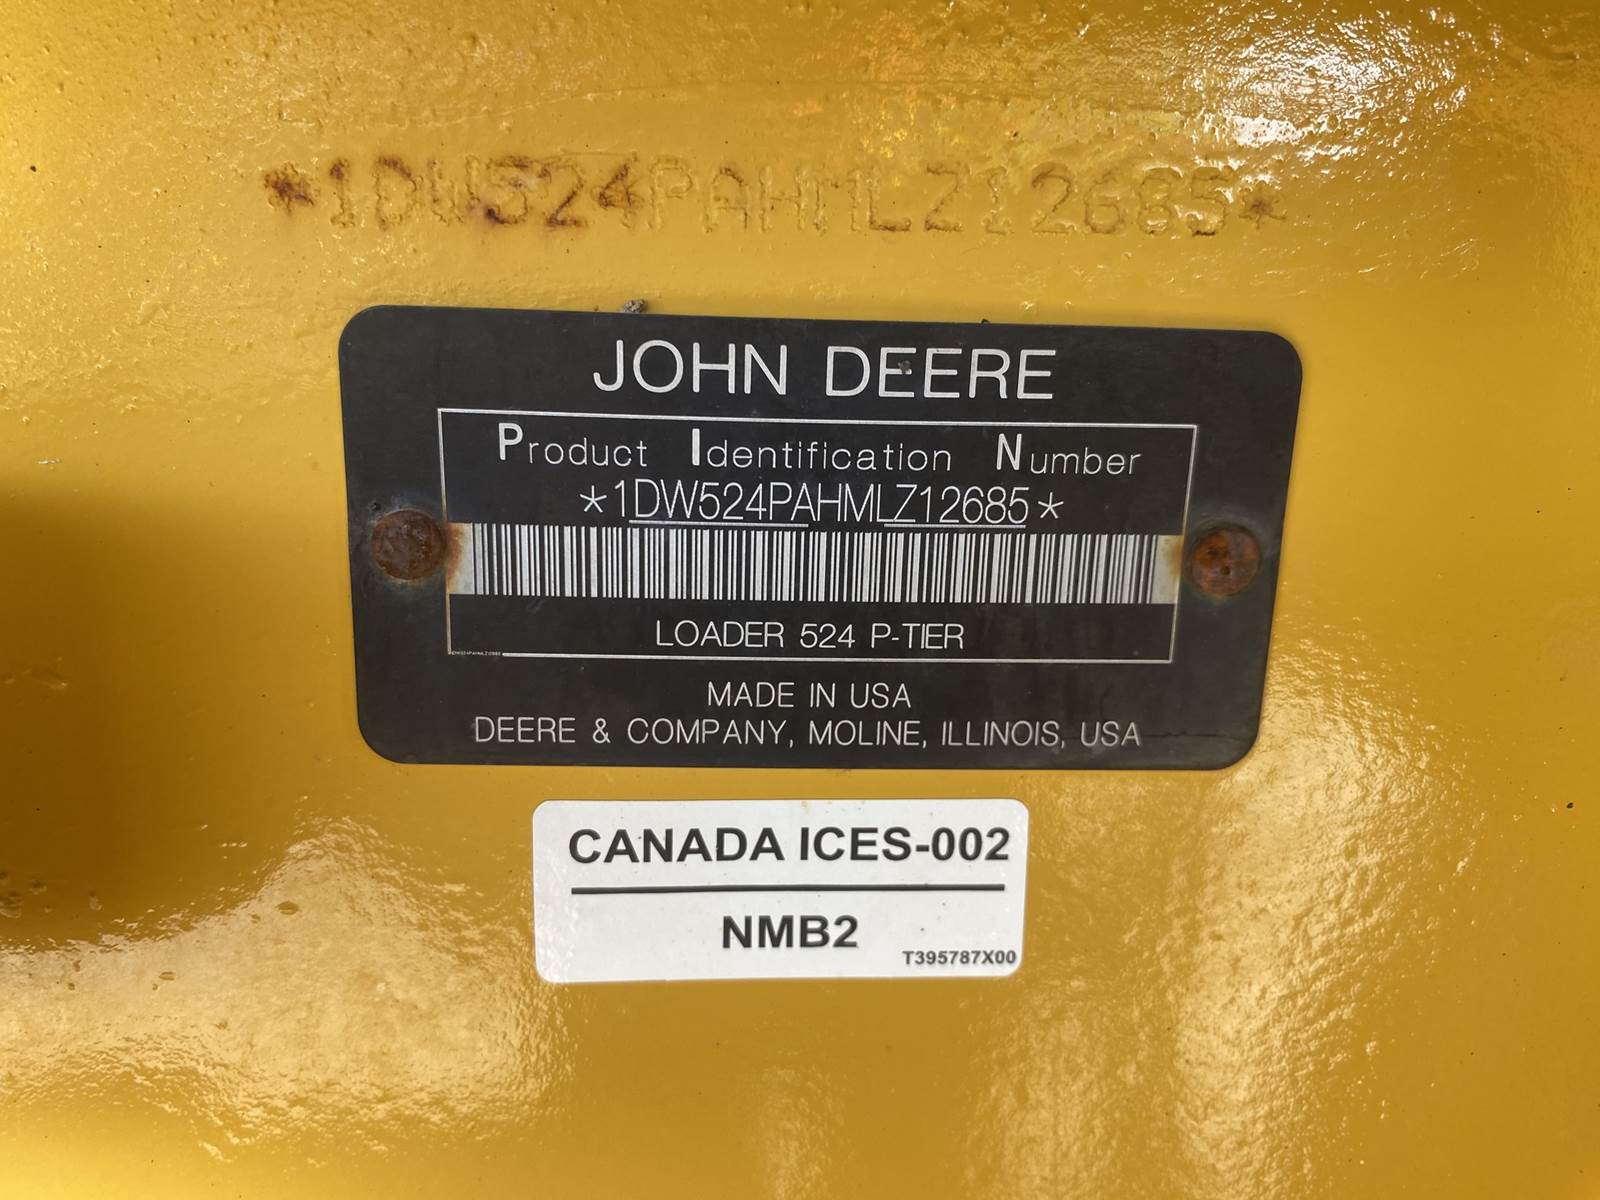 *1DW524PAHMLZ12685*
JOHN DEERE
Product Identification Number
*1DW524PAHMLZ12685*
LOADER 524 P-TIER
1DW524PAHMLZ12685
MADE IN USA
DEERE & COMPANY, MOLINE, ILLINOIS, USA
CANADA ICES-002
NMB2
T395787X00